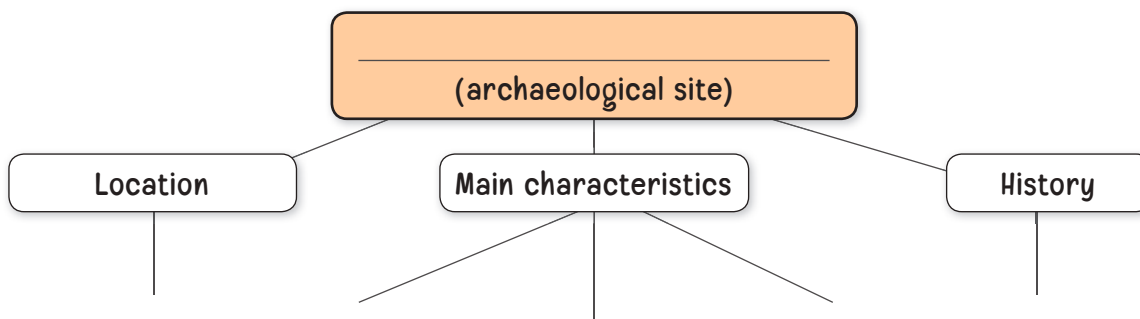 (archaeological site)
Location
Main characteristics
History